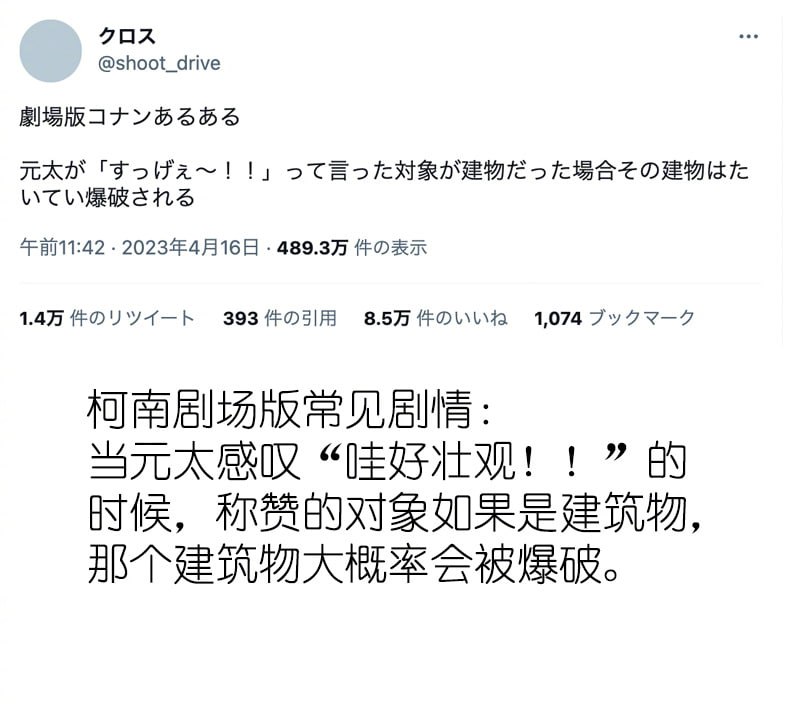 クロス
@shoot_drive
劇場版コナンあるある
元太が「すっげぇ〜！！」って言った対象が建物だった場合その建物はた
いてい爆破される
午前11:42 · 2023年4月16日 · 489.3万 件の表示
1.4万 件のリツイート 393 件の引用 8.5万 件のいいね 1,074 ブックマーク
柯南剧场版常见剧情：
当元太感叹“哇好壮观！！”的
时候，称赞的对象如果是建筑物，
那个建筑物大概率会被爆破。